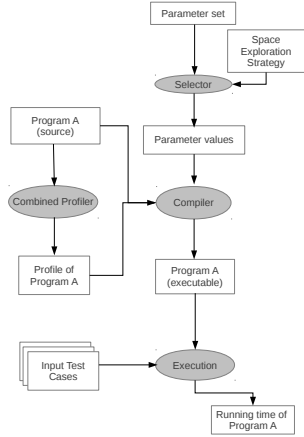 Parameter set
Space
Exploration
Strategy
Selector
Program A
(source)
Parameter values
Combined Profiler
Compiler
Profile of
Program A
Program A
(executable)
Input Test
Cases
Execution
Running time of
Program A